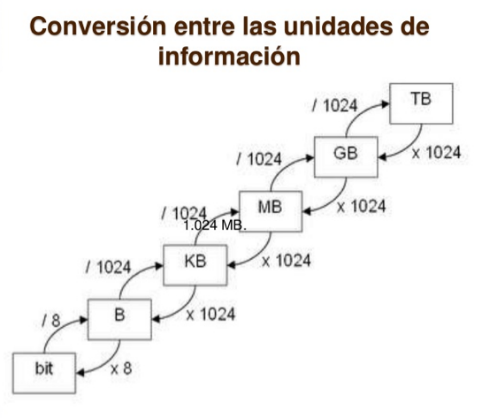 Conversión entre las unidades de
información
/ 1024
TB
/ 1024
GB
x 1024
/ 1024
MB
x 1024
1.024 MB.
/ 1024
KB
x 1024
/ 8
B
x 1024
bit
x 8